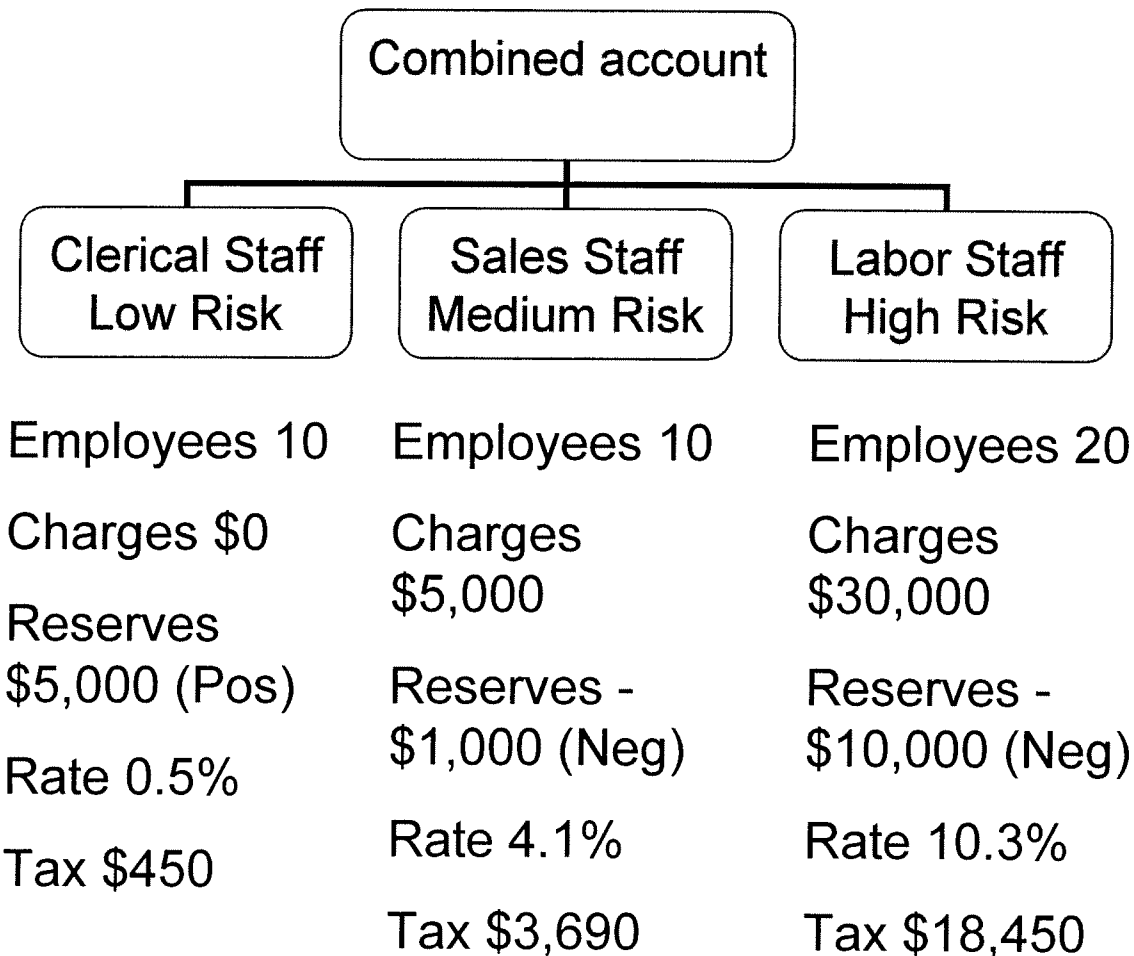 Combined account
Clerical Staff
Low Risk
Sales Staff
Medium Risk
Labor Staff
High Risk
Employees 10
Charges $0
Reserves
$5,000 (Pos)
Rate 0.5%
Tax $450
Employees 10
Charges
$5,000
Reserves -
$1,000 (Neg)
Rate 4.1%
Tax $3,690
Employees 20
Charges
$30,000
Reserves -
$10,000 (Neg)
Rate 10.3%
Tax $18,450